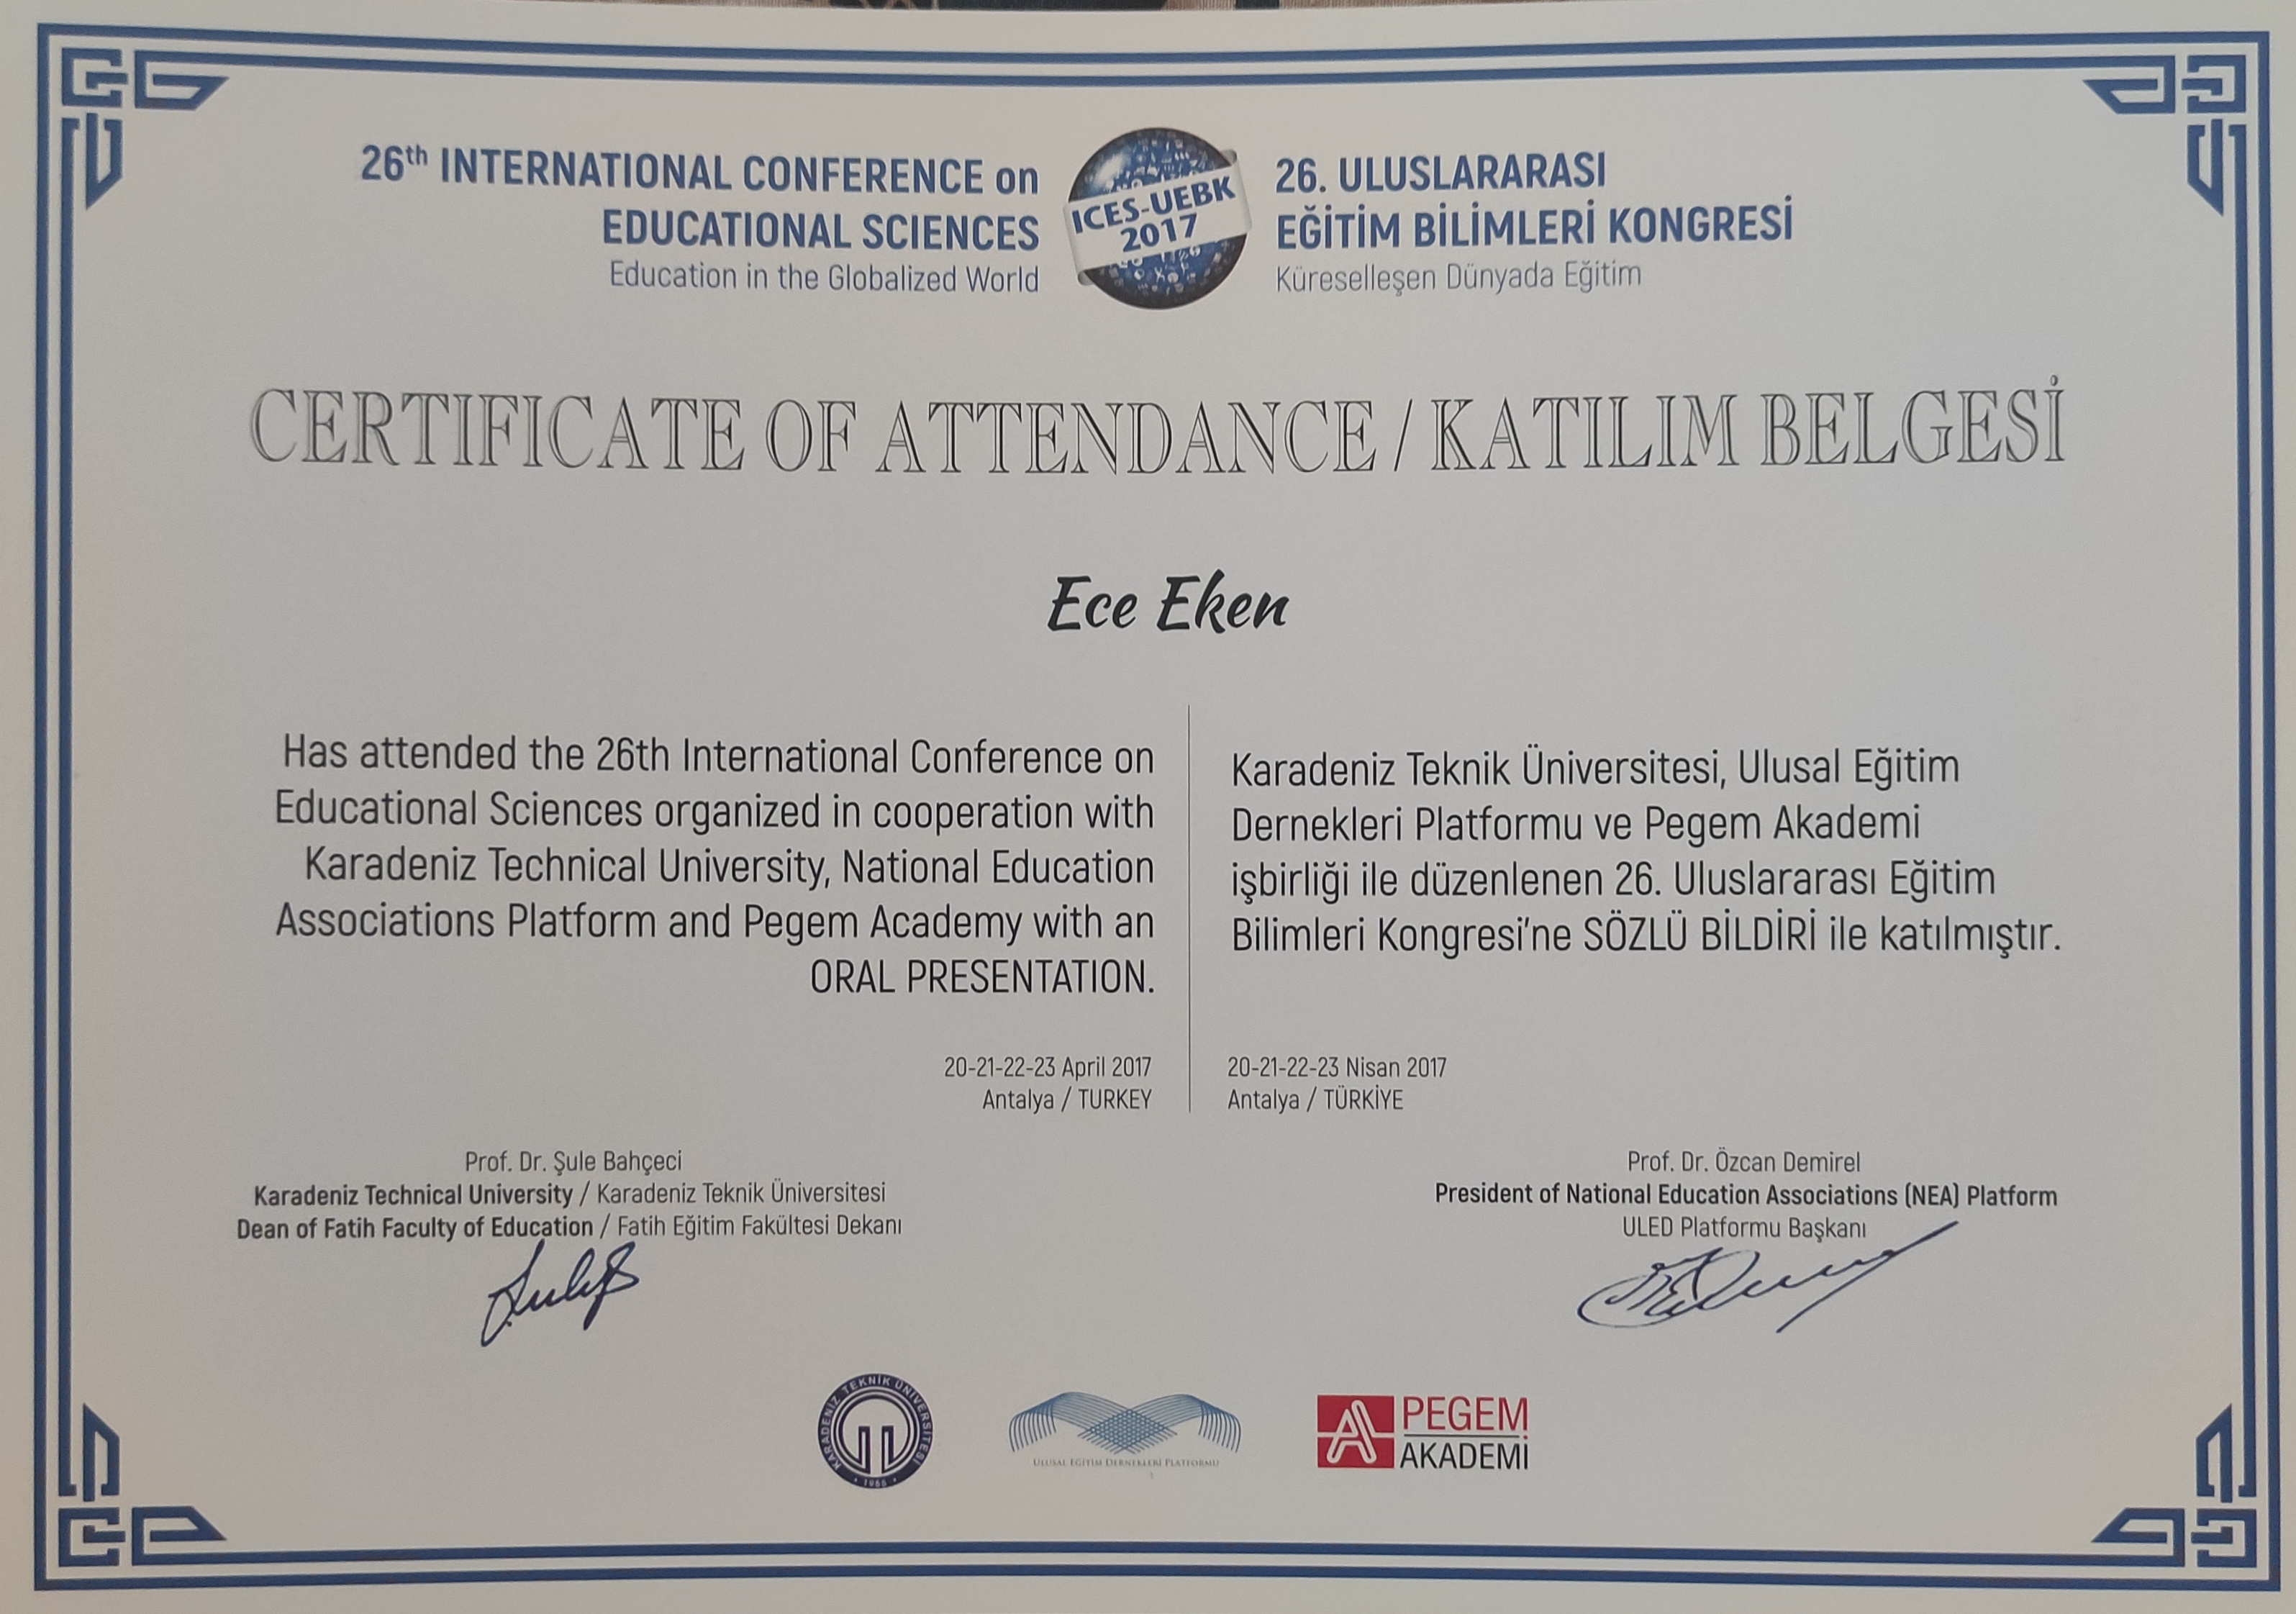 26th INTERNATIONAL CONFERENCE on
EDUCATIONAL SCIENCES
Education in the Globalized World
ICES-UEBK
2017
26. ULUSLARARASI
EĞİTİM BİLİMLERİ KONGRESİ
Küreselleşen Dünyada Eğitim
CERTIFICATE OF ATTENDANCE / KATILIM BELGESİ
Ece Eken
Has attended the 26th International Conference on
Educational Sciences organized in cooperation with
Karadeniz Technical University, National Education
Associations Platform and Pegem Academy with an
ORAL PRESENTATION.
20-21-22-23 April 2017
Antalya / TURKEY
Karadeniz Teknik Üniversitesi, Ulusal Eğitim
Dernekleri Platformu ve Pegem Akademi
işbirliği ile düzenlenen 26. Uluslararası Eğitim
Bilimleri Kongresi'ne SÖZLÜ BİLDİRİ ile katılmıştır.
20-21-22-23 Nisan 2017
Antalya / TÜRKİYE
Prof. Dr. Şule Bahçeci
Karadeniz Technical University / Karadeniz Teknik Üniversitesi
Dean of Fatih Faculty of Education / Fatih Eğitim Fakültesi Dekanı
Prof. Dr. Özcan Demirel
President of National Education Associations (NEA) Platform
ULED Platformu Başkanı
KARADENİZ TEKNİK ÜNİVERSİTESİ
1955
ULUSAL EĞİTİM DERNEKLERİ PLATFORMU
PEGEM
AKADEMİ